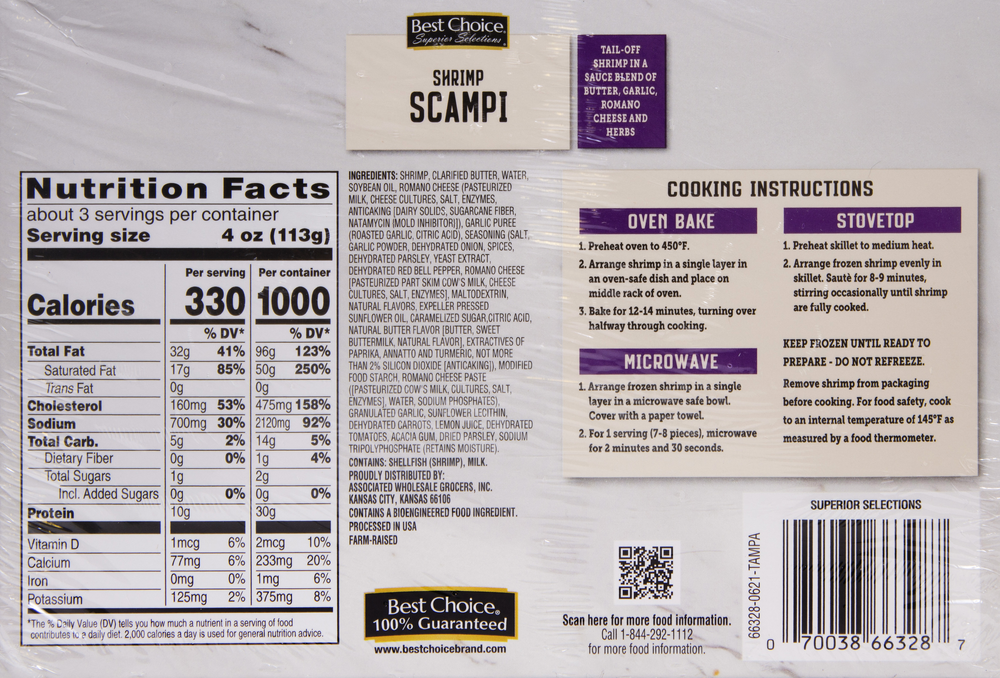 Best Choice.
Superior Selections.
SHRIMP
SCAMPI
TAIL-OFF
SHRIMP IN A
SAUCE BLEND OF
BUTTER, GARLIC,
ROMANO
CHEESE AND
HERBS
Nutrition Facts
about 3 servings per container
Serving size 4 oz (113g)
Per serving Per container
Calories 330 1000
% DV* % DV*
Total Fat 32g 41% 96g 123%
Saturated Fat 17g 85% 50g 250%
Trans Fat 0g 0g
Cholesterol 160mg 53% 475mg 158%
Sodium 700mg 30% 2120mg 92%
Total Carb. 5g 2% 14g 5%
Dietary Fiber 0g 0% 1g 4%
Total Sugars 1g 2g
Incl. Added Sugars 0g 0% 0g 0%
Protein 10g 30g
Vitamin D 1mcg 6% 2mcg 10%
Calcium 77mg 6% 233mg 20%
Iron 0mg 0% 1mg 6%
Potassium 125mg 2% 375mg 8%
*The % Daily Value (DV) tells you how much a nutrient in a serving of food
contributes to a daily diet. 2,000 calories a day is used for general nutrition advice.
INGREDIENTS: SHRIMP, CLARIFIED BUTTER, WATER,
SOYBEAN OIL, ROMANO CHEESE (PASTEURIZED
MILK, CHEESE CULTURES, SALT, ENZYMES,
ANTICAKING [DAIRY SOLIDS, SUGARCANE FIBER,
NATAMYCIN (MOLD INHIBITOR)]), GARLIC PUREE
(ROASTED GARLIC, CITRIC ACID), SEASONING (SALT,
GARLIC POWDER, DEHYDRATED ONION, SPICES,
DEHYDRATED PARSLEY, YEAST EXTRACT,
DEHYDRATED RED BELL PEPPER, ROMANO CHEESE
[PASTEURIZED PART SKIM COW'S MILK, CHEESE
CULTURES, SALT, ENZYMES], MALTODEXTRIN,
NATURAL FLAVORS, EXPELLER PRESSED
SUNFLOWER OIL, CARAMELIZED SUGAR,CITRIC ACID,
NATURAL BUTTER FLAVOR [BUTTER, SWEET
BUTTERMILK, NATURAL FLAVOR], EXTRACTIVES OF
PAPRIKA, ANNATTO AND TURMERIC, NOT MORE
THAN 2% SILICON DIOXIDE [ANTICAKING]), MODIFIED
FOOD STARCH, ROMANO CHEESE PASTE
([PASTEURIZED COW'S MILK, CULTURES, SALT,
ENZYMES], WATER, SODIUM PHOSPHATES),
GRANULATED GARLIC, SUNFLOWER LECITHIN,
DEHYDRATED CARROTS, LEMON JUICE, DEHYDRATED
TOMATOES, ACACIA GUM, DRIED PARSLEY, SODIUM
TRIPOLYPHOSPHATE (RETAINS MOISTURE).
CONTAINS: SHELLFISH (SHRIMP), MILK.
PROUDLY DISTRIBUTED BY:
ASSOCIATED WHOLESALE GROCERS, INC.
KANSAS CITY, KANSAS 66106
CONTAINS A BIOENGINEERED FOOD INGREDIENT.
PROCESSED IN USA
FARM-RAISED
Best Choice®
100% Guaranteed
www.bestchoicebrand.com
COOKING INSTRUCTIONS
OVEN BAKE
1. Preheat oven to 450°F.
2. Arrange shrimp in a single layer in
an oven-safe dish and place on
middle rack of oven.
3. Bake for 12-14 minutes, turning over
halfway through cooking.
MICROWAVE
1. Arrange frozen shrimp in a single
layer in a microwave safe bowl.
Cover with a paper towel.
2. For 1 serving (7-8 pieces), microwave
for 2 minutes and 30 seconds.
STOVETOP
1. Preheat skillet to medium heat.
2. Arrange frozen shrimp evenly in
skillet. Sautè for 8-9 minutes,
stirring occasionally until shrimp
are fully cooked.
KEEP FROZEN UNTIL READY TO
PREPARE - DO NOT REFREEZE.
Remove shrimp from packaging
before cooking. For food safety, cook
to an internal temperature of 145°F as
measured by a food thermometer.
Scan here for more food information.
Call 1-844-292-1112
for more food information.
SUPERIOR SELECTIONS
66328-0621-TAMPA
0 70038 66328 7